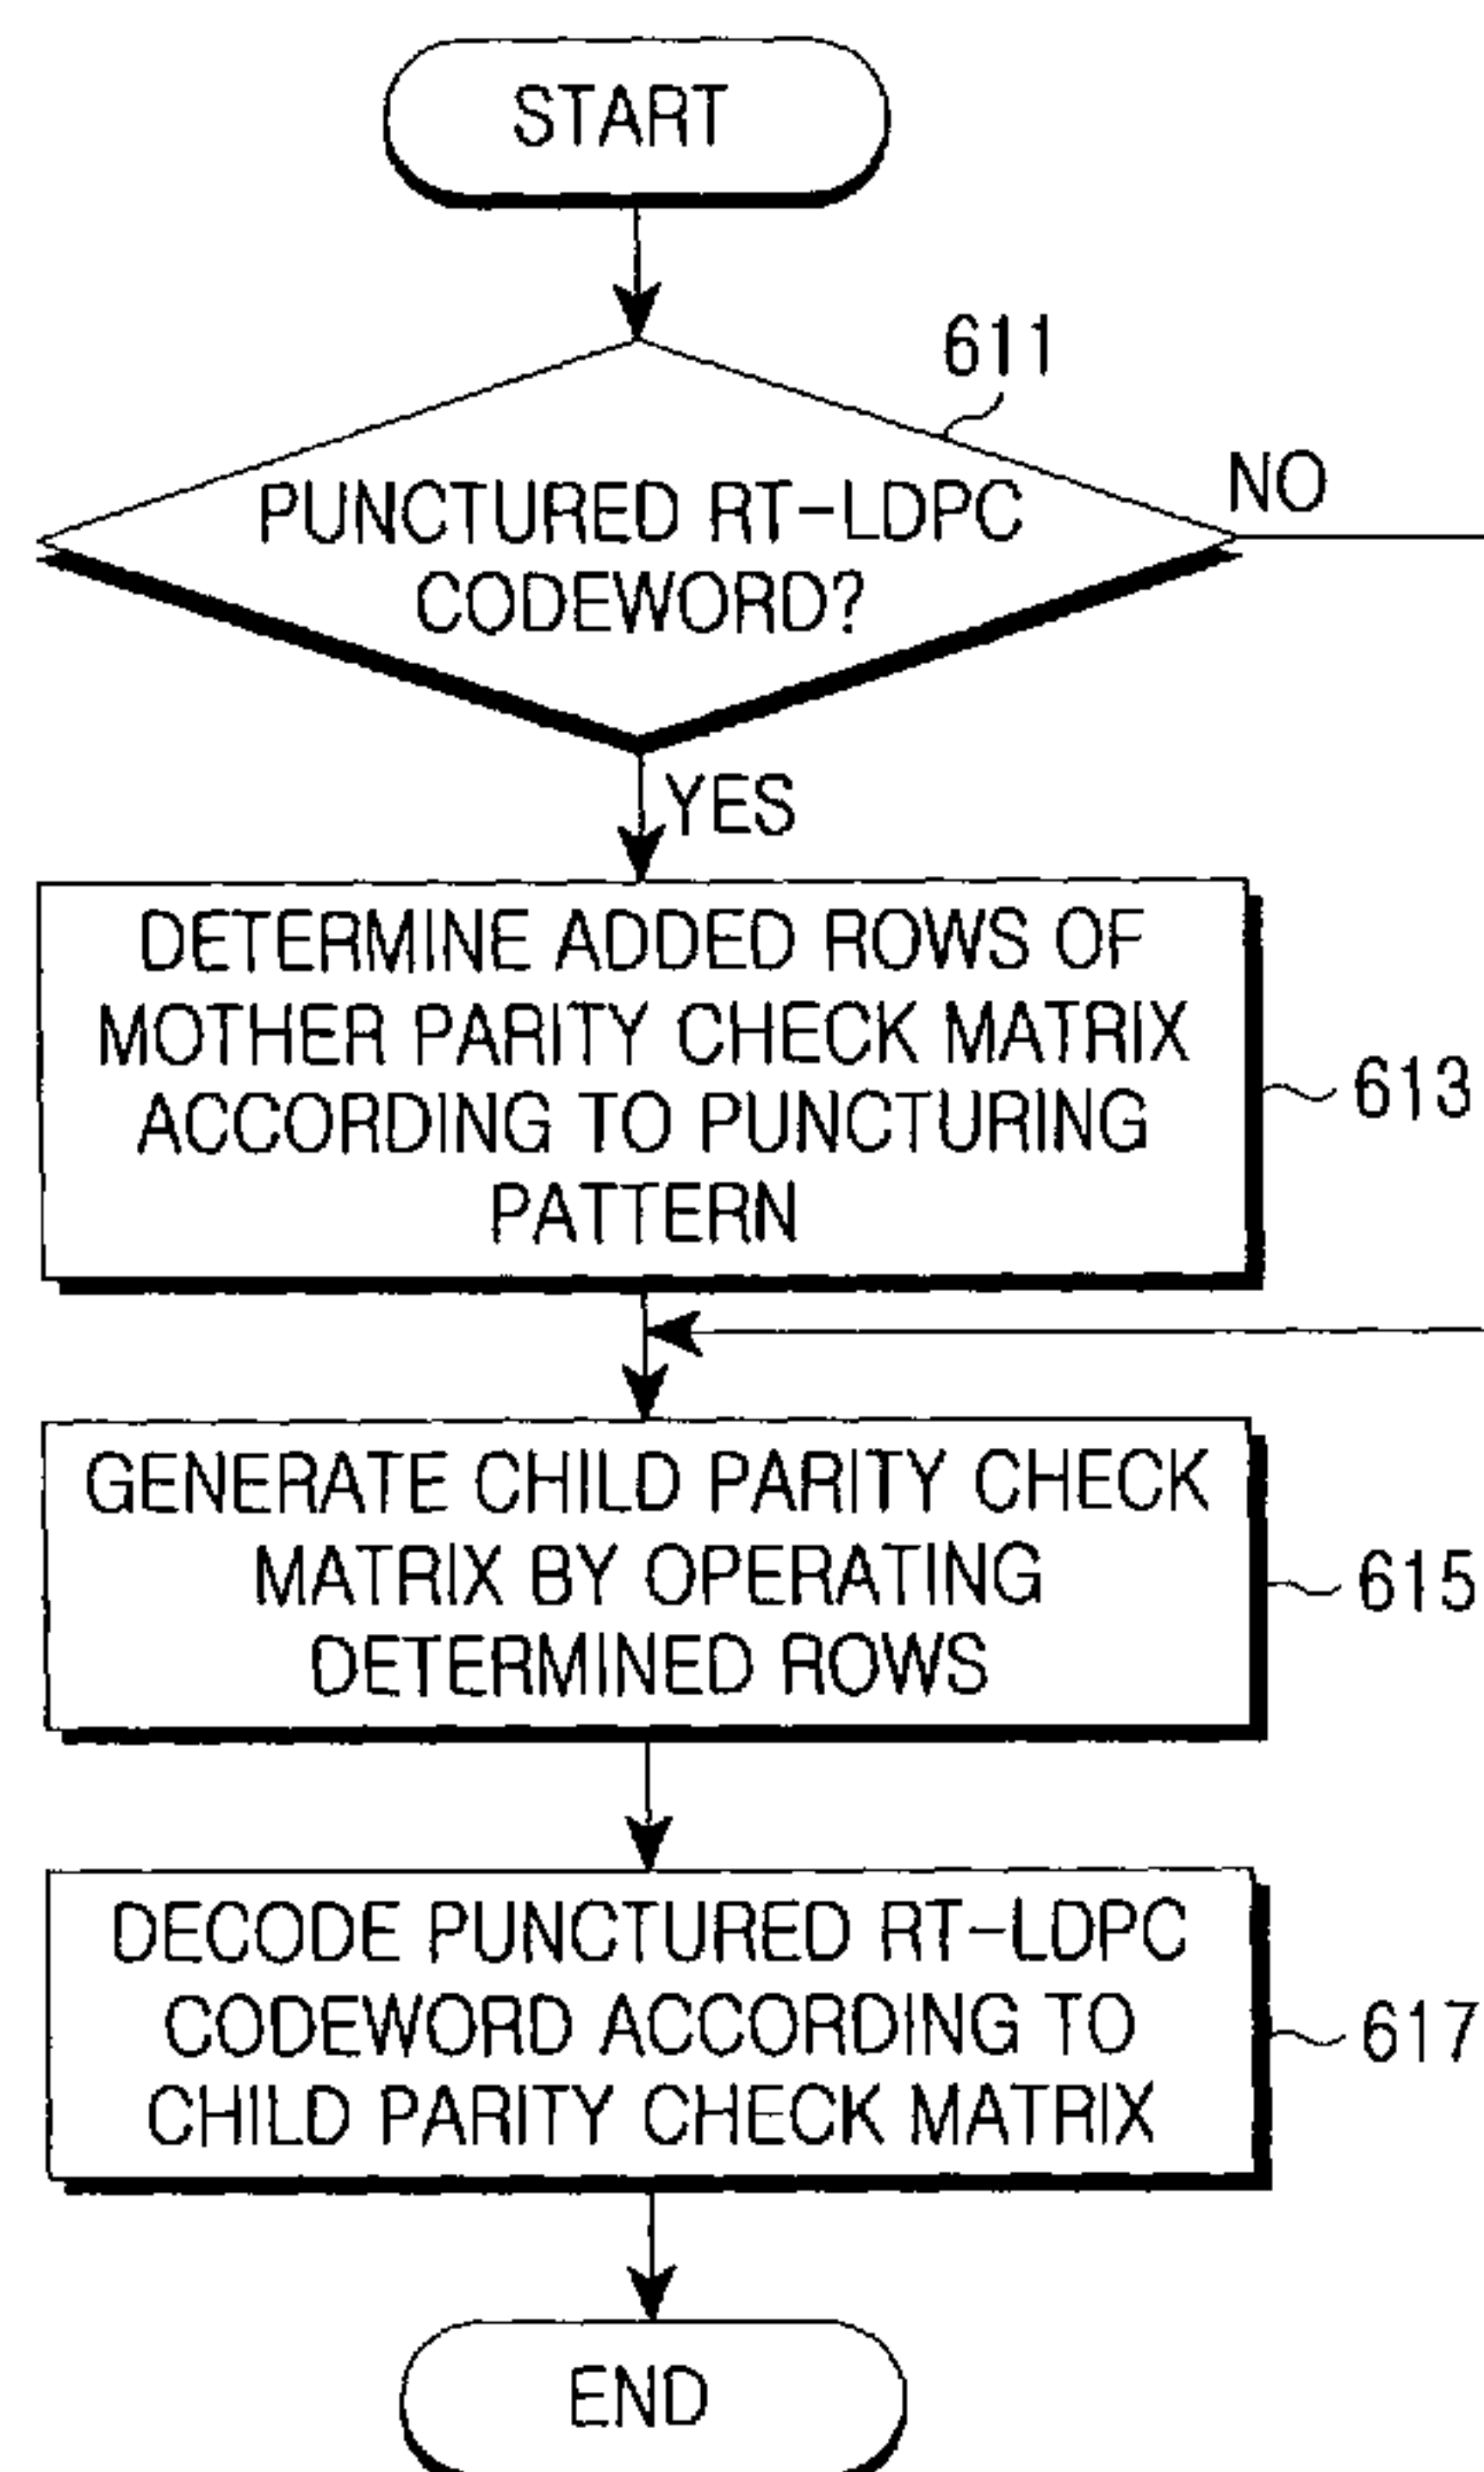 START
611
NO
PUNCTURED RT-LDPC
CODEWORD?
YES
DETERMINE ADDED ROWS OF
MOTHER PARITY CHECK MATRIX
ACCORDING TO PUNCTURING
PATTERN
613
GENERATE CHILD PARITY CHECK
MATRIX BY OPERATING
DETERMINED ROWS
615
DECODE PUNCTURED RT-LDPC
CODEWORD ACCORDING TO
CHILD PARITY CHECK MATRIX
617
END